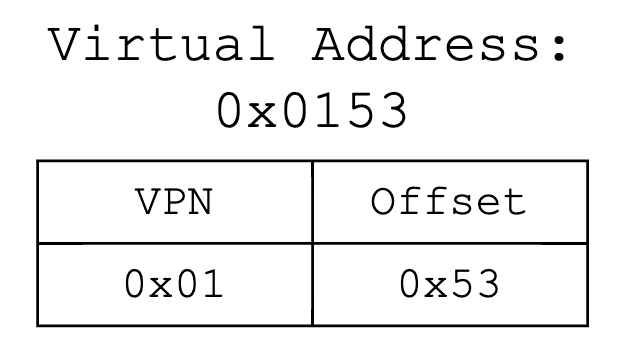 Virtual Address:
0x0153
VPN Offset
0x01 0x53